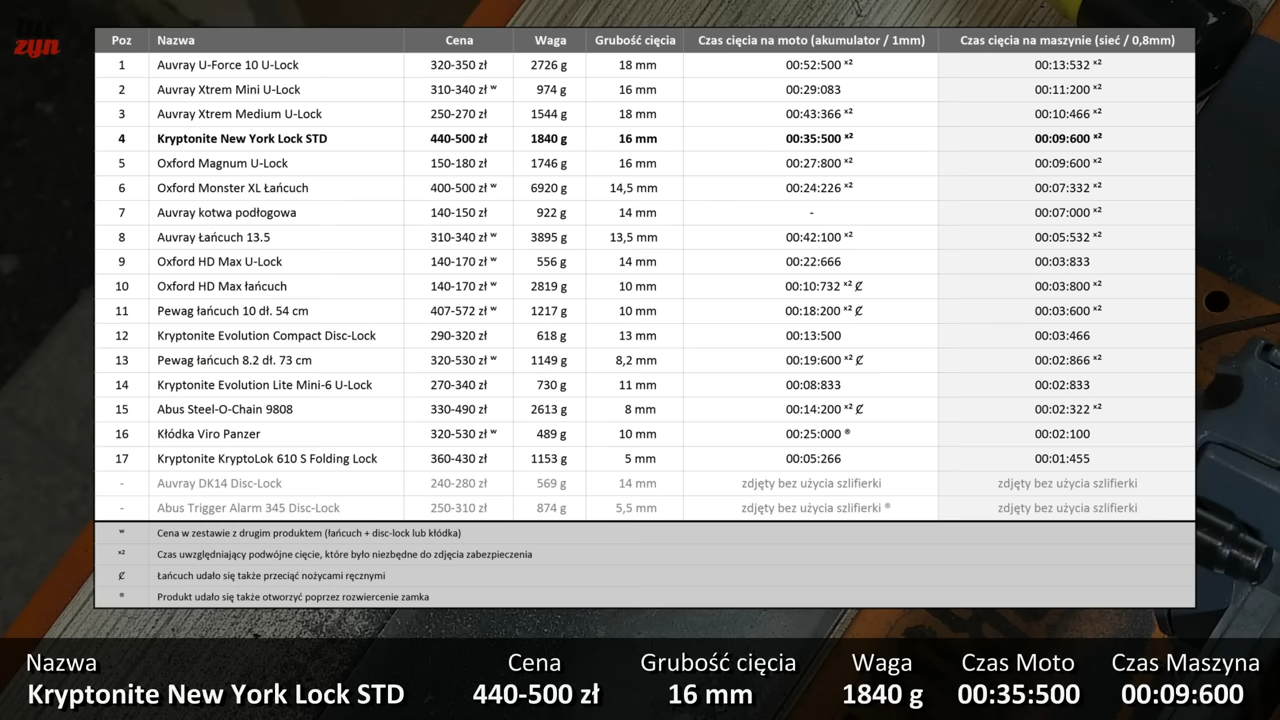 zyn
Poz Nazwa Cena Waga Grubość cięcia Czas cięcia na moto (akumulator / 1mm) Czas cięcia na maszynie (sieć / 0,8mm)
1 Auvray U-Force 10 U-Lock 320-350 zł 2726 g 18 mm 00:52:500 ˣ² 00:13:532 ˣ²
2 Auvray Xtrem Mini U-Lock 310-340 zł ʷ 974 g 16 mm 00:29:083 00:11:200 ˣ²
3 Auvray Xtrem Medium U-Lock 250-270 zł 1544 g 18 mm 00:43:366 ˣ² 00:10:466 ˣ²
4 Kryptonite New York Lock STD 440-500 zł 1840 g 16 mm 00:35:500 ˣ² 00:09:600 ˣ²
5 Oxford Magnum U-Lock 150-180 zł 1746 g 16 mm 00:27:800 ˣ² 00:09:600 ˣ²
6 Oxford Monster XL Łańcuch 400-500 zł ʷ 6920 g 14,5 mm 00:24:226 ˣ² 00:07:332 ˣ²
7 Auvray kotwa podłogowa 140-150 zł 922 g 14 mm - 00:07:000 ˣ²
8 Auvray Łańcuch 13.5 310-340 zł ʷ 3895 g 13,5 mm 00:42:100 ˣ² 00:05:532 ˣ²
9 Oxford HD Max U-Lock 140-170 zł ʷ 556 g 14 mm 00:22:666 00:03:833
10 Oxford HD Max łańcuch 140-170 zł ʷ 2819 g 10 mm 00:10:732 ˣ² Ȼ 00:03:800 ˣ²
11 Pewag łańcuch 10 dł. 54 cm 407-572 zł ʷ 1217 g 10 mm 00:18:200 ˣ² Ȼ 00:03:600 ˣ²
12 Kryptonite Evolution Compact Disc-Lock 290-320 zł 618 g 13 mm 00:13:500 00:03:466
13 Pewag łańcuch 8.2 dł. 73 cm 320-530 zł ʷ 1149 g 8,2 mm 00:19:600 ˣ² Ȼ 00:02:866 ˣ²
14 Kryptonite Evolution Lite Mini-6 U-Lock 270-340 zł 730 g 11 mm 00:08:833 00:02:833
15 Abus Steel-O-Chain 9808 330-490 zł 2613 g 8 mm 00:14:200 ˣ² Ȼ 00:02:322 ˣ²
16 Kłódka Viro Panzer 320-530 zł ʷ 489 g 10 mm 00:25:000 ® 00:02:100
17 Kryptonite KryptoLok 610 S Folding Lock 360-430 zł 1153 g 5 mm 00:05:266 00:01:455
- Auvray DK14 Disc-Lock 240-280 zł 569 g 14 mm zdjęty bez użycia szlifierki zdjęty bez użycia szlifierki
- Abus Trigger Alarm 345 Disc-Lock 250-310 zł 874 g 5,5 mm zdjęty bez użycia szlifierki ® zdjęty bez użycia szlifierki
ʷ Cena w zestawie z drugim produktem (łańcuch + disc-lock lub kłódka)
ˣ² Czas uwzględniający podwójne cięcie, które było niezbędne do zdjęcia zabezpieczenia
Ȼ Łańcuch udało się także przeciąć nożycami ręcznymi
® Produkt udało się także otworzyć poprzez rozwiercenie zamka
Nazwa Cena Grubość cięcia Waga Czas Moto Czas Maszyna
Kryptonite New York Lock STD 440-500 zł 16 mm 1840 g 00:35:500 00:09:600